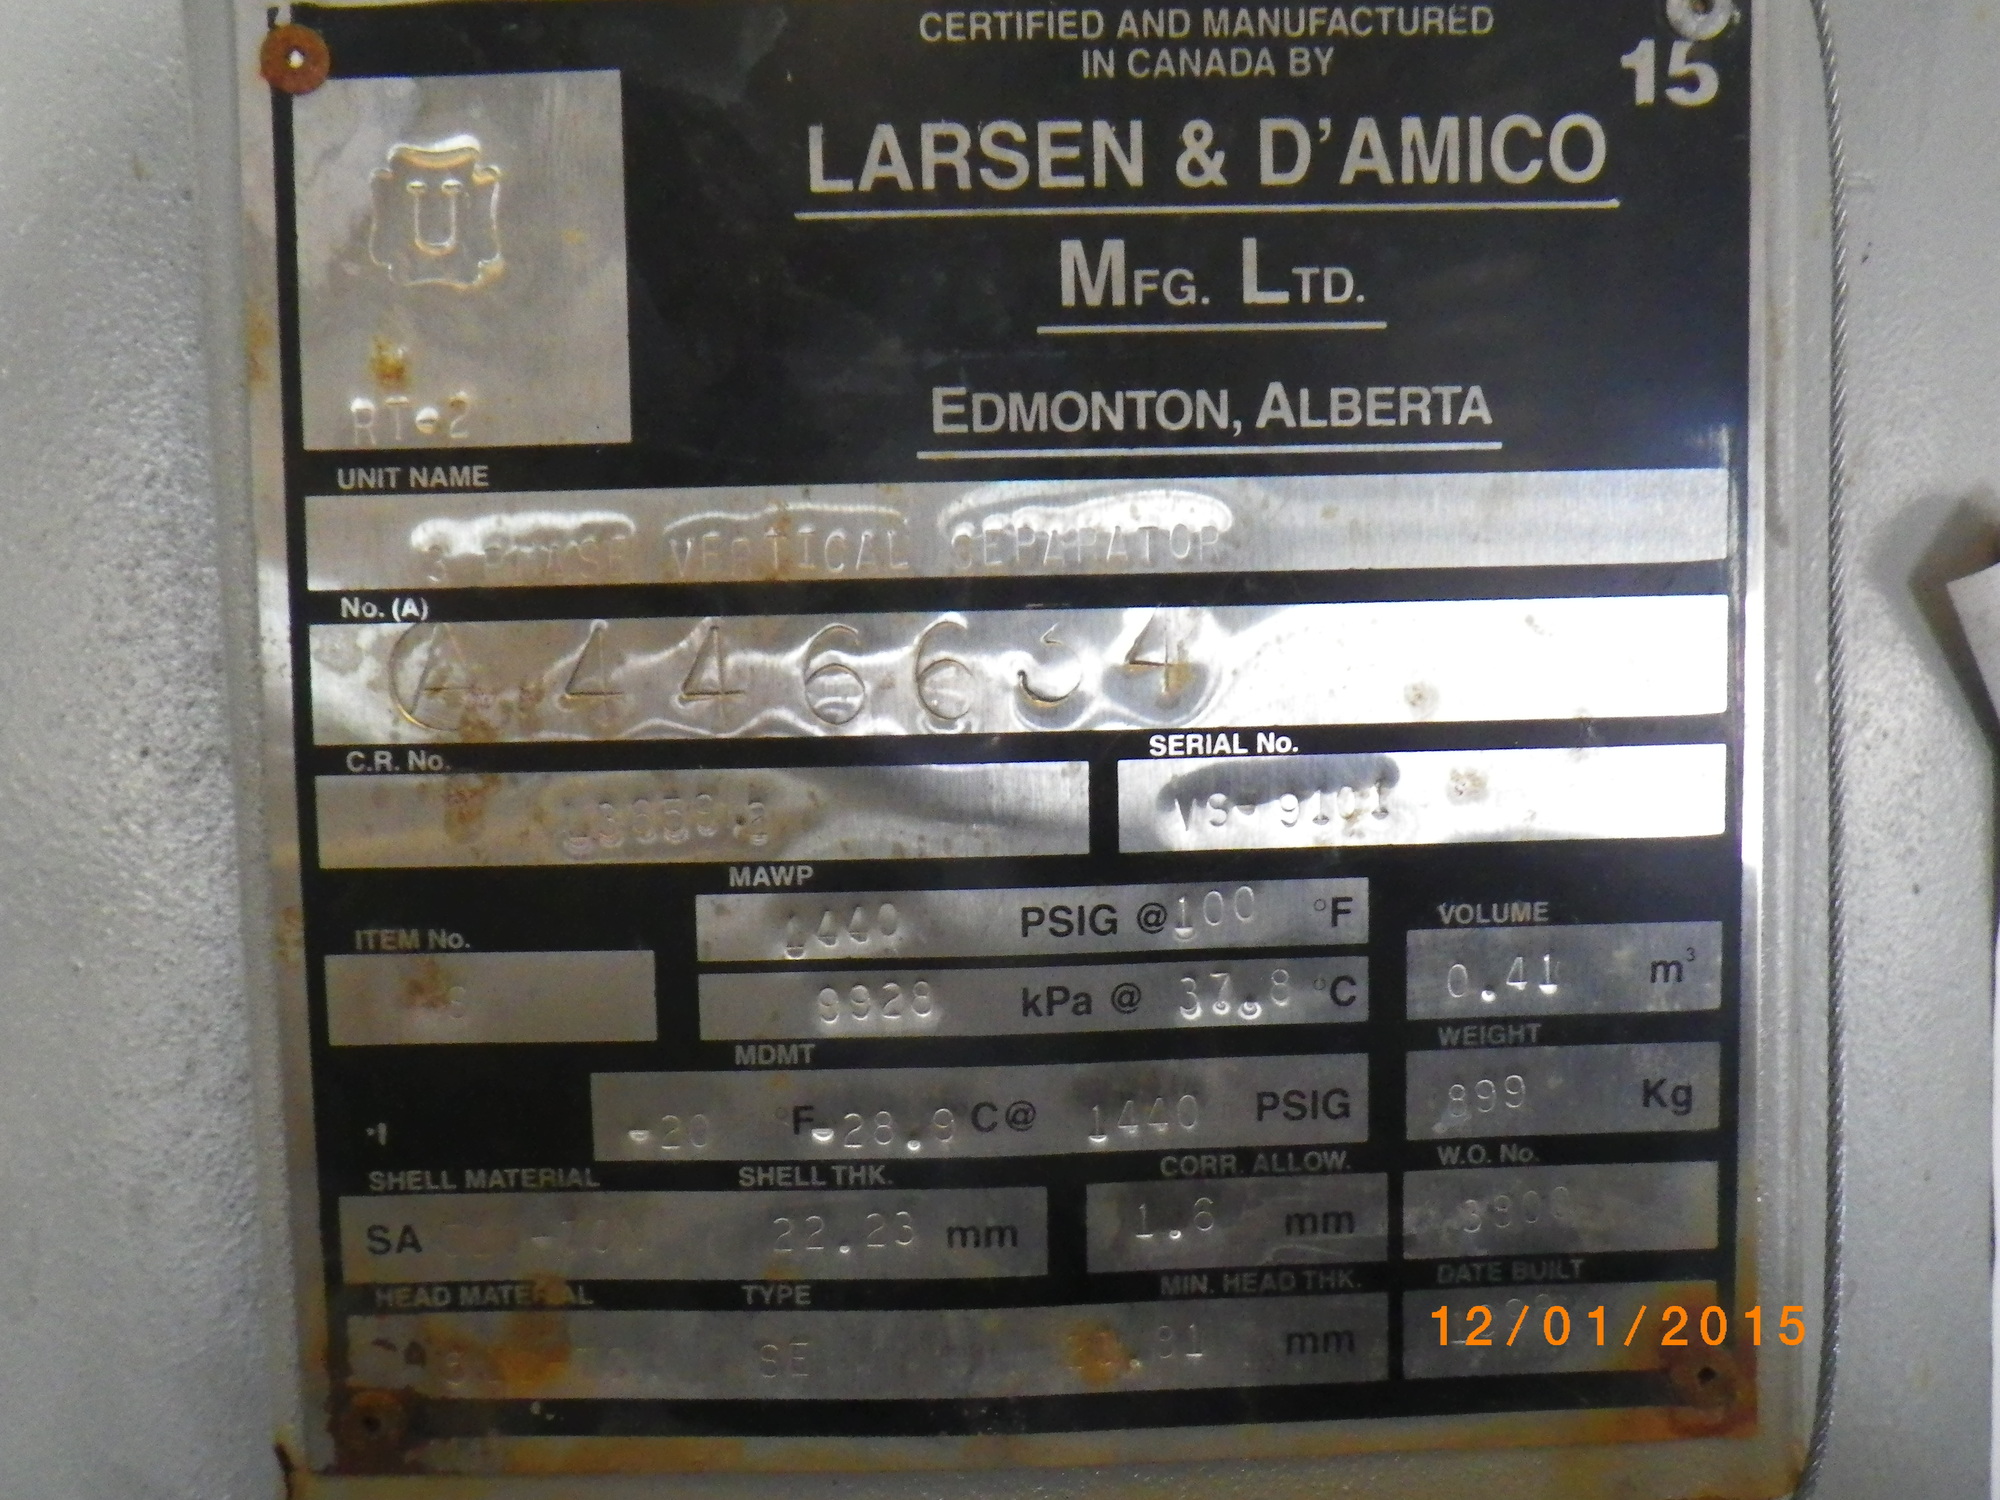 CERTIFIED AND MANUFACTURED
IN CANADA BY
15
LARSEN & D'AMICO
MFG. LTD.
EDMONTON, ALBERTA
U
RT-2
UNIT NAME
3 PHASE VERTICAL SEPARATOR
No. (A)
A 446634
C.R. No.
SERIAL No.
VS-9101
MAWP
1440 PSIG @ 100 °F
ITEM No.
VOLUME
9928 kPa @ 37.8 °C
0.41 m³
MDMT
WEIGHT
-20 °F -28.9 C@ 1440 PSIG
899 Kg
SHELL MATERIAL SHELL THK. CORR. ALLOW. W.O. No.
SA 22.23 mm 1.6 mm
HEAD MATERIAL TYPE MIN. HEAD THK. DATE BUILT
SE mm
12/01/2015